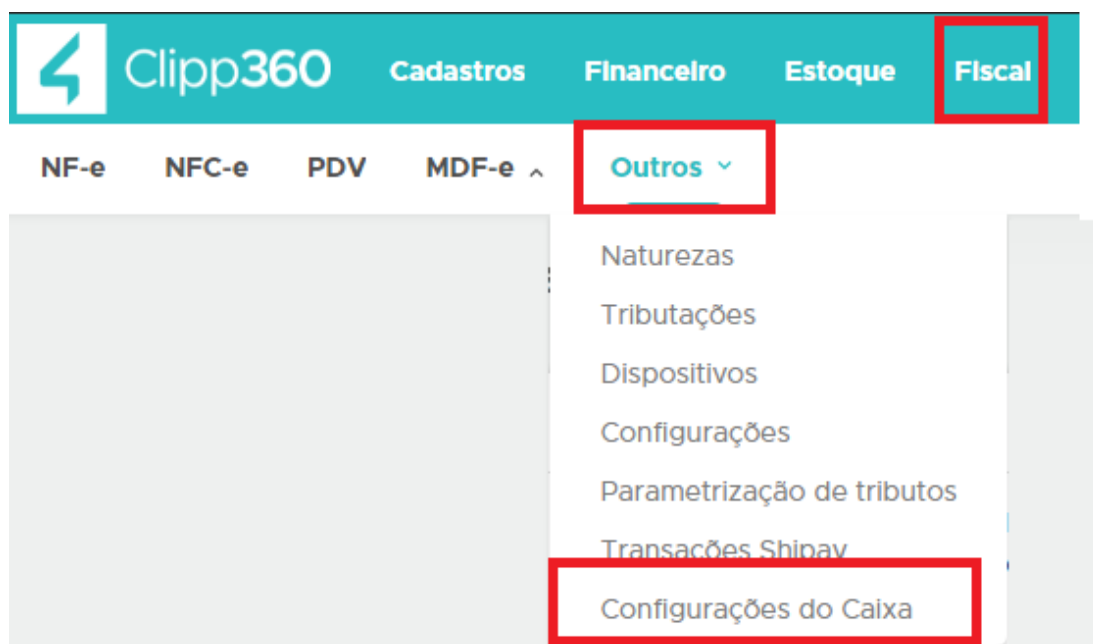 Clipp360 Cadastros Financeiro Estoque Fiscal
NF-e NFC-e PDV MDF-e Outros
Naturezas
Tributações
Dispositivos
Configurações
Parametrização de tributos
Transações Shipay
Configurações do Caixa